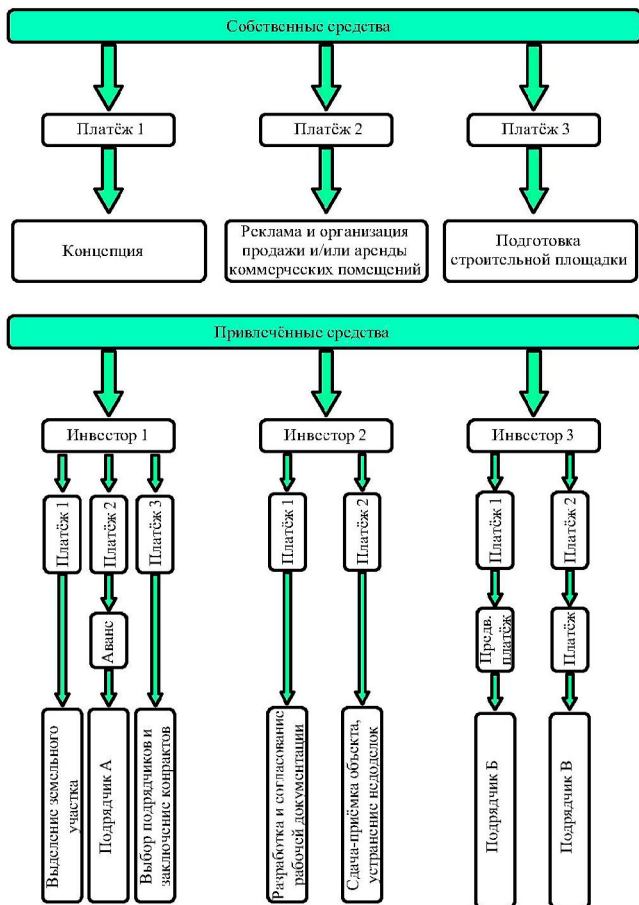 Собственные средства
Платёж 1
Платёж 2
Платёж 3
Концепция
Реклама и организация
продажи и/или аренды
коммерческих помещений
Подготовка
строительной площадки
Привлечённые средства
Инвестор 1
Инвестор 2
Инвестор 3
Платёж 1
Платёж 2
Платёж 3
Платёж 1
Платёж 2
Платёж 1
Платёж 2
Аванс
Предв.
платёж
Платёж
Выделение земельного
участка
Подрядчик А
Выбор подрядчиков и
заключение конрактов
Разработка и согласование
рабочей документации
Сдача-приёмка объекта,
устранение недоделок
Подрядчик Б
Подрядчик В